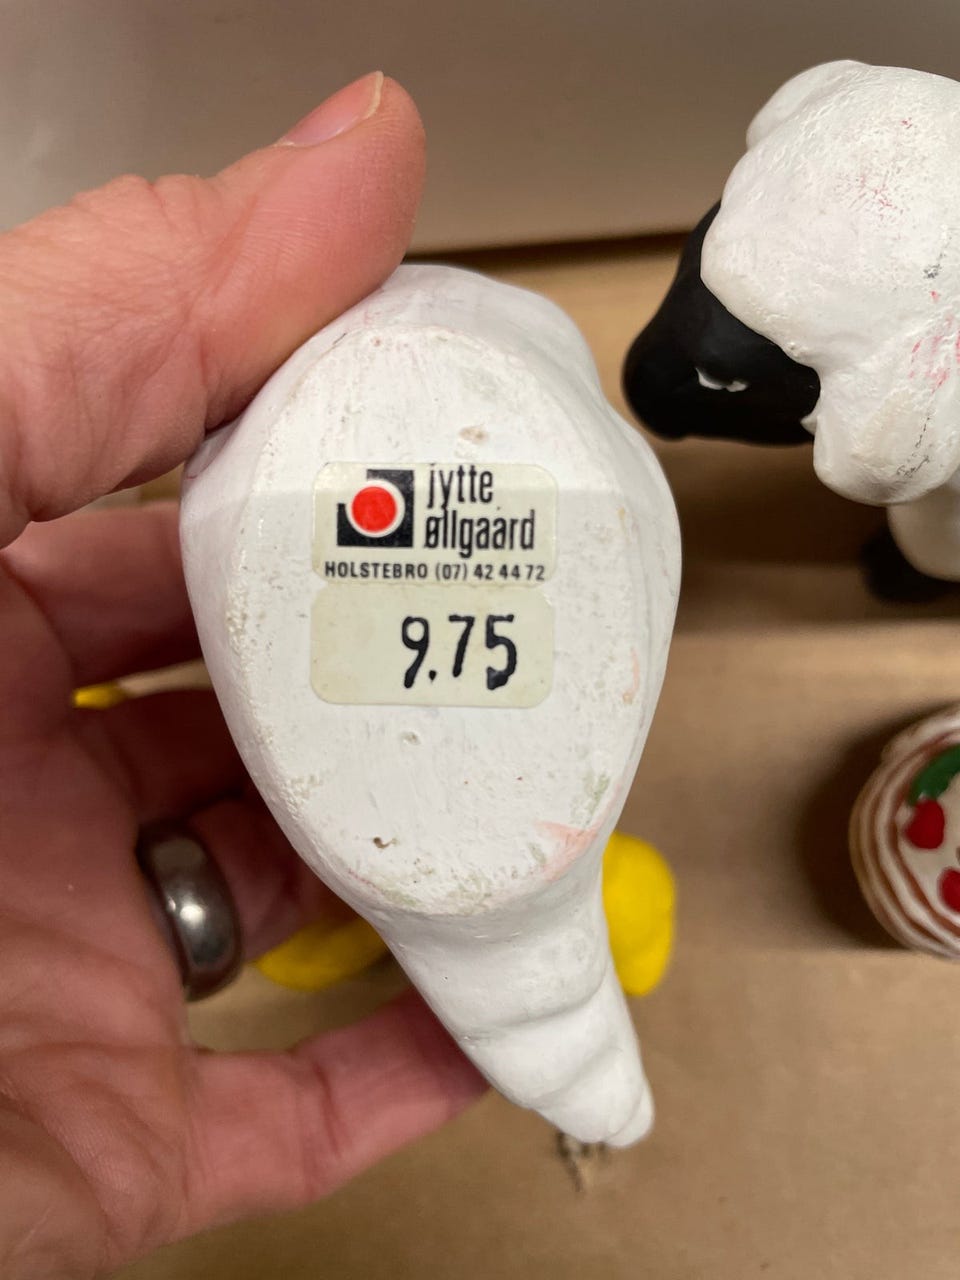 jytte
øllgaard
HOLSTEBRO (07) 42 44 72
9.75